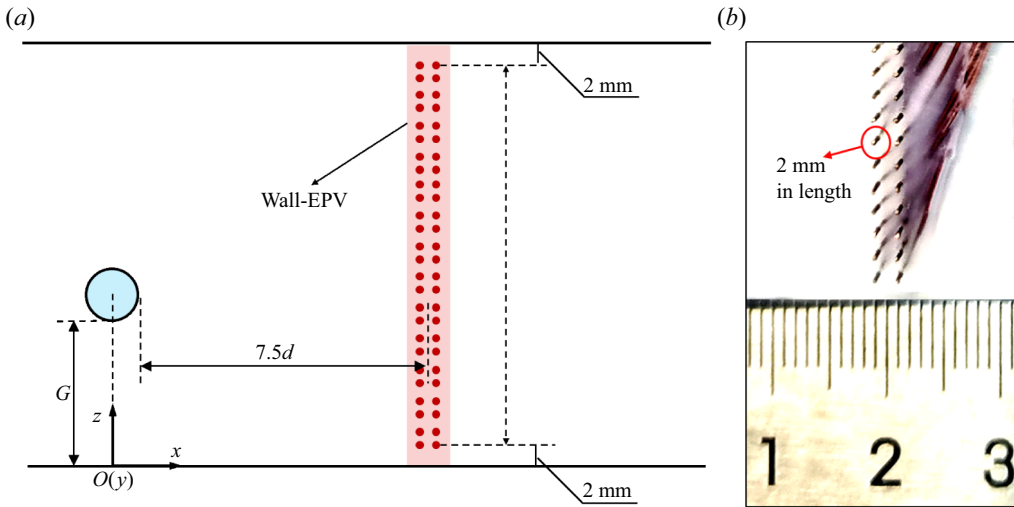 (a)
2 mm
Wall-EPV
7.5d
G
z
x
O(y)
2 mm
(b)
2 mm
in length
1 2 3